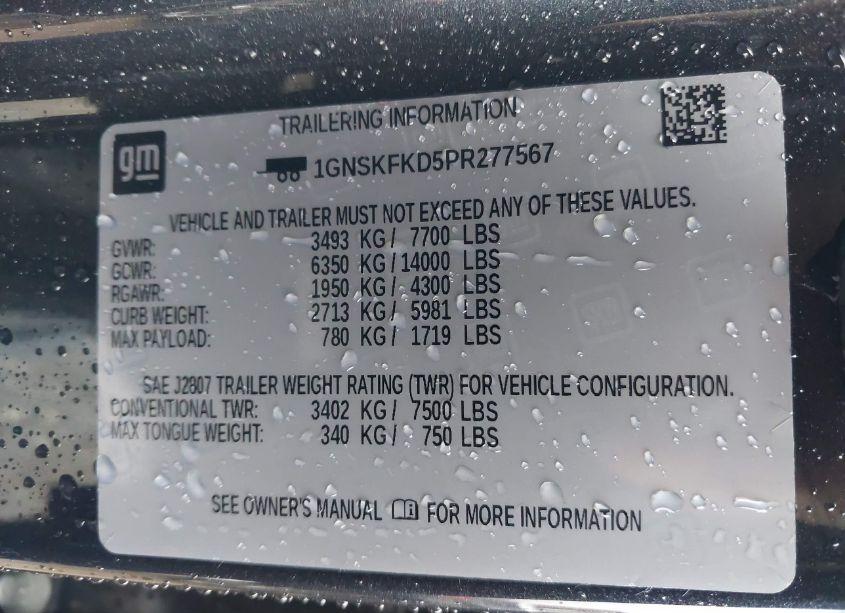 TRAILERING INFORMATION
gm
1GNSKFKD5PR277567
VEHICLE AND TRAILER MUST NOT EXCEED ANY OF THESE VALUES.
GVWR: 3493 KG / 7700 LBS
GCWR: 6350 KG / 14000 LBS
RGAWR: 1950 KG / 4300 LBS
CURB WEIGHT: 2713 KG / 5981 LBS
MAX PAYLOAD: 780 KG / 1719 LBS
SAE J2807 TRAILER WEIGHT RATING (TWR) FOR VEHICLE CONFIGURATION.
CONVENTIONAL TWR: 3402 KG / 7500 LBS
MAX TONGUE WEIGHT: 340 KG / 750 LBS
SEE OWNER'S MANUAL FOR MORE INFORMATION